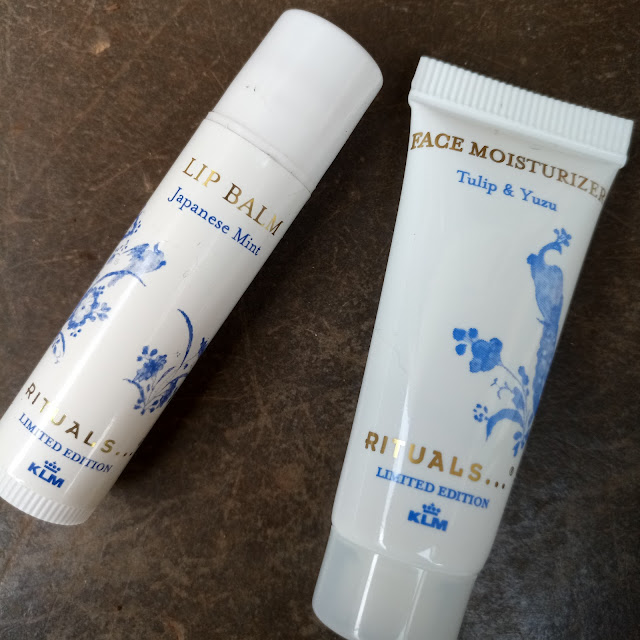 LIP BALM
Japanese Mint
RITUALS...
LIMITED EDITION
KLM
FACE MOISTURIZER
Tulip & Yuzu
RITUALS...
LIMITED EDITION
KLM